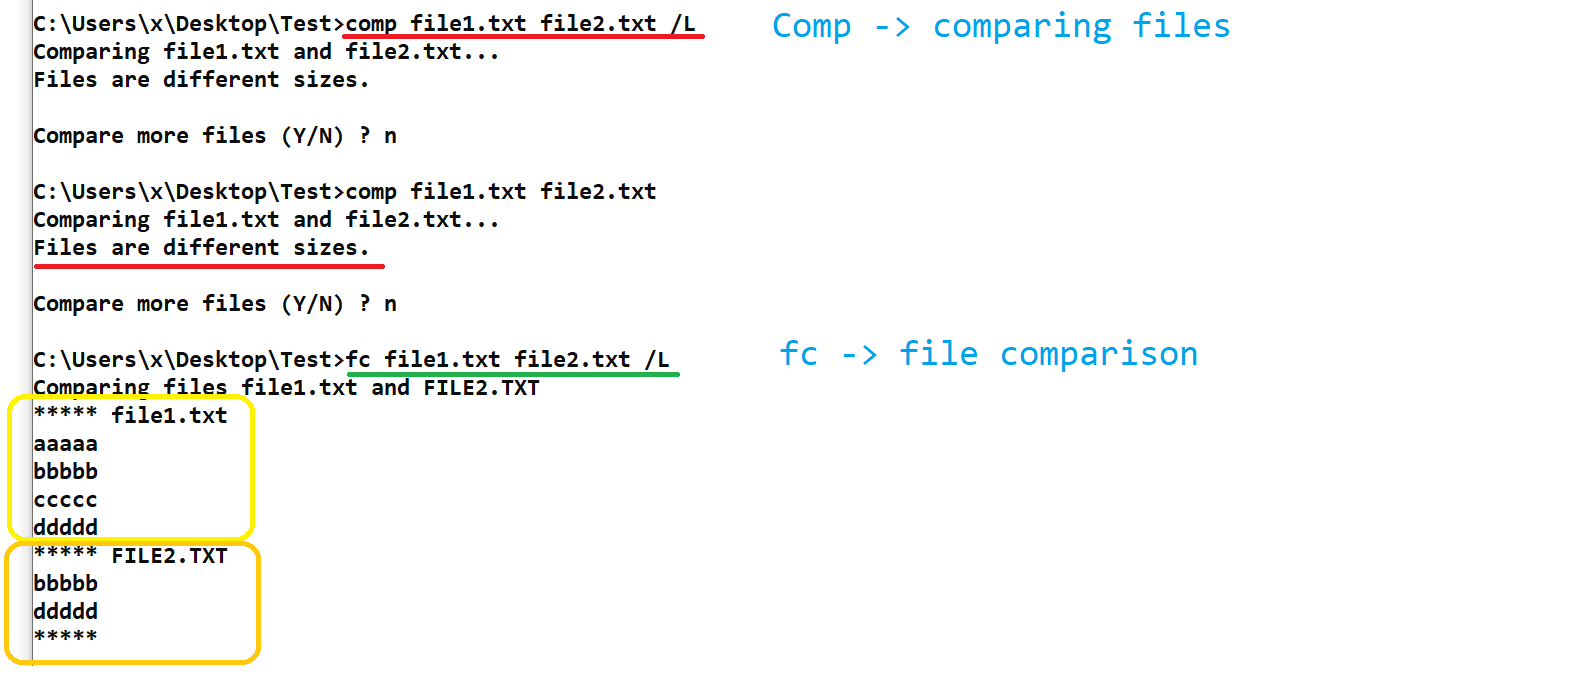 C:\Users\x\Desktop\Test>comp file1.txt file2.txt /L
Comp -> comparing files
Comparing file1.txt and file2.txt...
Files are different sizes.
Compare more files (Y/N) ? n
C:\Users\x\Desktop\Test>comp file1.txt file2.txt
Comparing file1.txt and file2.txt...
Files are different sizes.
Compare more files (Y/N) ? n
C:\Users\x\Desktop\Test>fc file1.txt file2.txt /L
fc -> file comparison
Comparing files file1.txt and FILE2.TXT
***** file1.txt
aaaaa
bbbbb
ccccc
ddddd
***** FILE2.TXT
bbbbb
ddddd
*****